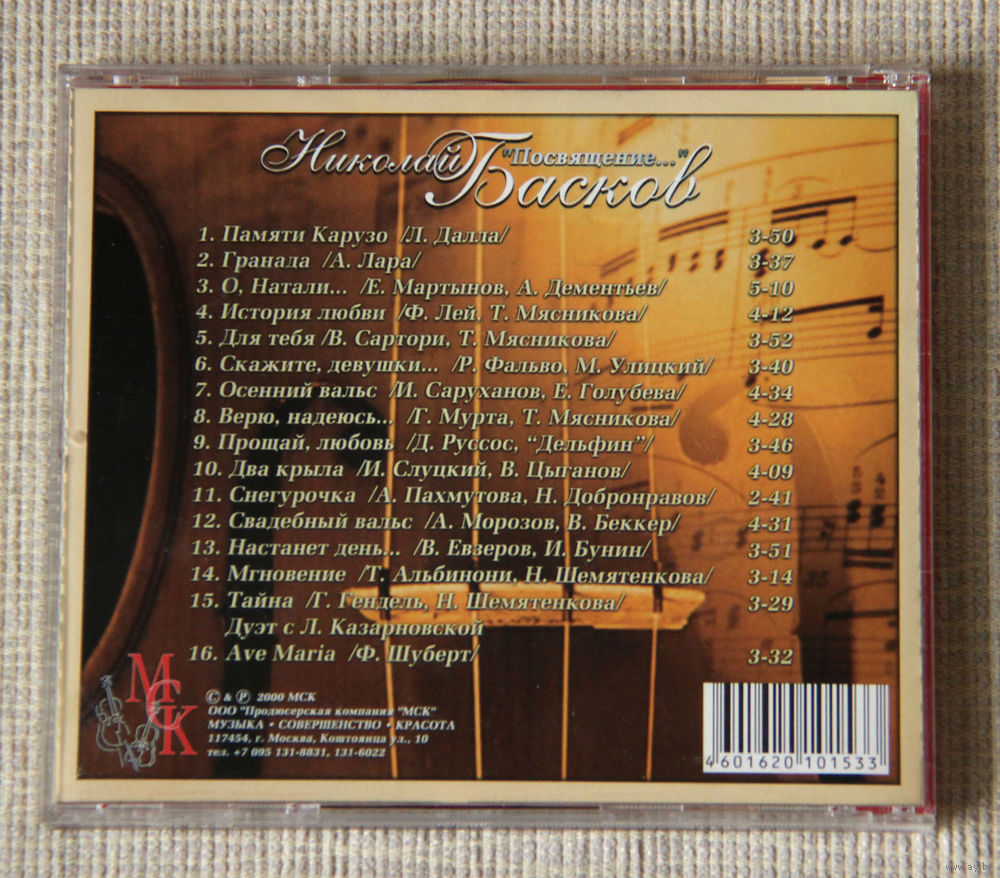 Николай "Посвящение..." Басков
1. Памяти Карузо /Л. Далла/ 3-50
2. Гранада /А. Лара/ 3-37
3. О, Натали... /Е. Мартынов, А. Дементьев/ 5-10
4. История любви /Ф. Лей, Т. Мясникова/ 4-12
5. Для тебя /В. Сартори, Т. Мясникова/ 3-52
6. Скажите, девушки... /Р. Фальво, М. Улицкий/ 3-40
7. Осенний вальс /И. Саруханов, Е. Голубева/ 4-34
8. Верю, надеюсь... /Г. Мурта, Т. Мясникова/ 4-28
9. Прощай, любовь /Д. Руссос, "Дельфин"/ 3-46
10. Два крыла /И. Слуцкий, В. Цыганов/ 4-09
11. Снегурочка /А. Пахмутова, Н. Добронравов/ 2-41
12. Свадебный вальс /А. Морозов, В. Беккер/ 4-31
13. Настанет день... /В. Евзеров, И. Бунин/ 3-51
14. Мгновение /Т. Альбинони, Н. Шемятенкова/ 3-14
15. Тайна /Г. Гендель, Н. Шемятенкова/ 3-29
Дуэт с Л. Казарновской
16. Ave Maria /Ф. Шуберт/ 3-32
МСК
© & ℗ 2000 МСК
ООО "Продюсерская компания "МСК"
МУЗЫКА • СОВЕРШЕНСТВО • КРАСОТА
117454, г. Москва, Коштоянца ул., 10
тел. +7 095 131-8831, 131-6022
4 601620 101533
www.ay.by